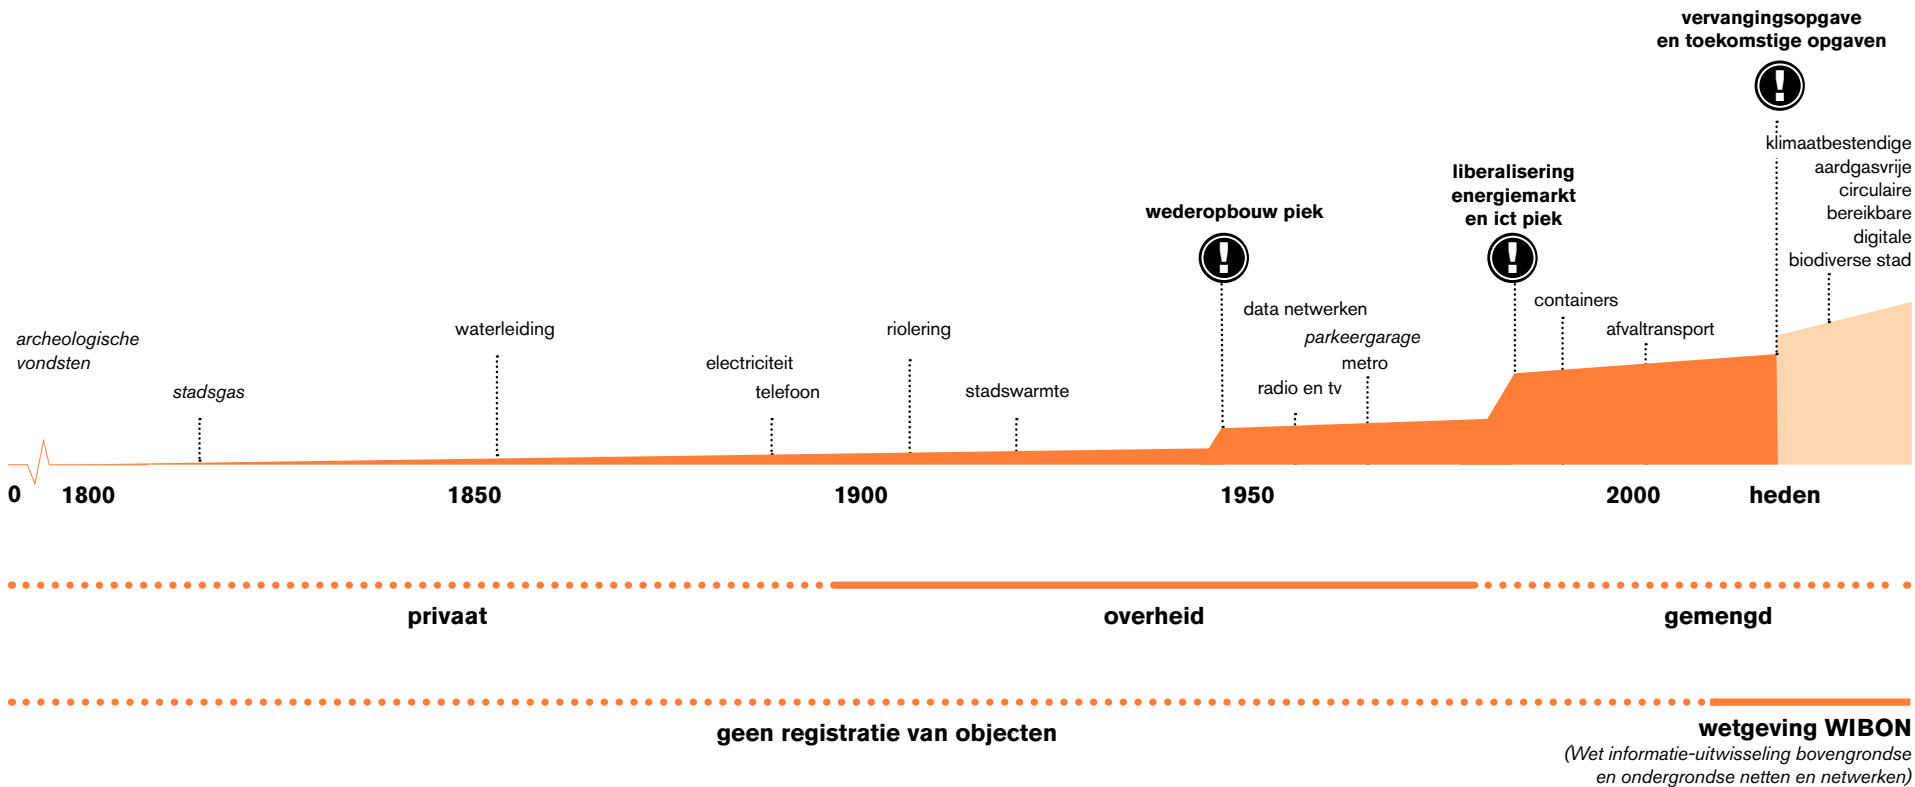 vervangingsopgave
en toekomstige opgaven
klimaatbestendige
aardgasvrije
circulaire
bereikbare
digitale
biodiverse stad
liberalisering
energiemarkt
en ict piek
wederopbouw piek
containers
data netwerken
afvaltransport
parkeergarage
metro
radio en tv
archeologische
vondsten
stadsgas
waterleiding
electriciteit
telefoon
riolering
stadswarmte
0 1800 1850 1900 1950 2000 heden
privaat overheid gemengd
geen registratie van objecten
wetgeving WIBON
(Wet informatie-uitwisseling bovengrondse
en ondergrondse netten en netwerken)